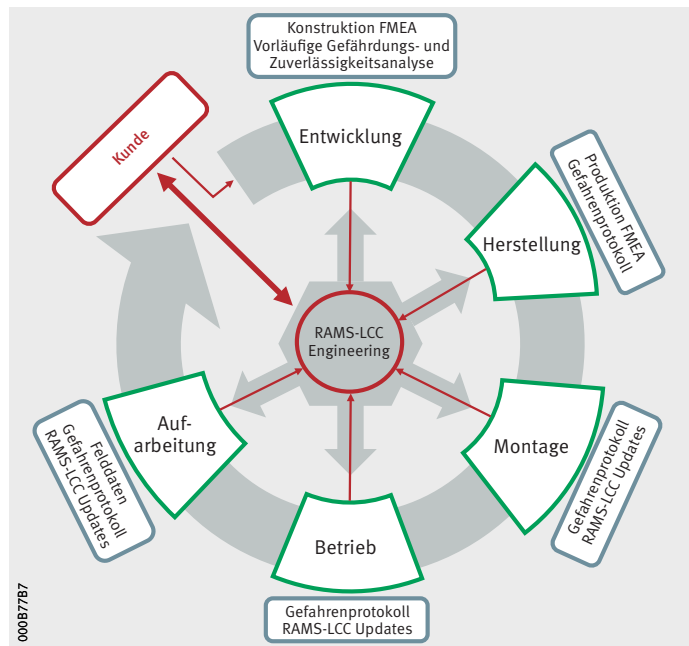 Konstruktion FMEA
Vorläufige Gefährdungs- und
Zuverlässigkeitsanalyse
Entwicklung
Kunde
Produktion FMEA
Gefahrenprotokoll
Herstellung
RAMS-LCC
Engineering
Montage
Gefahrenprotokoll
RAMS-LCC Updates
Betrieb
Gefahrenprotokoll
RAMS-LCC Updates
Auf-
arbeitung
Felddaten
Gefahrenprotokoll
RAMS-LCC Updates
000B77B7